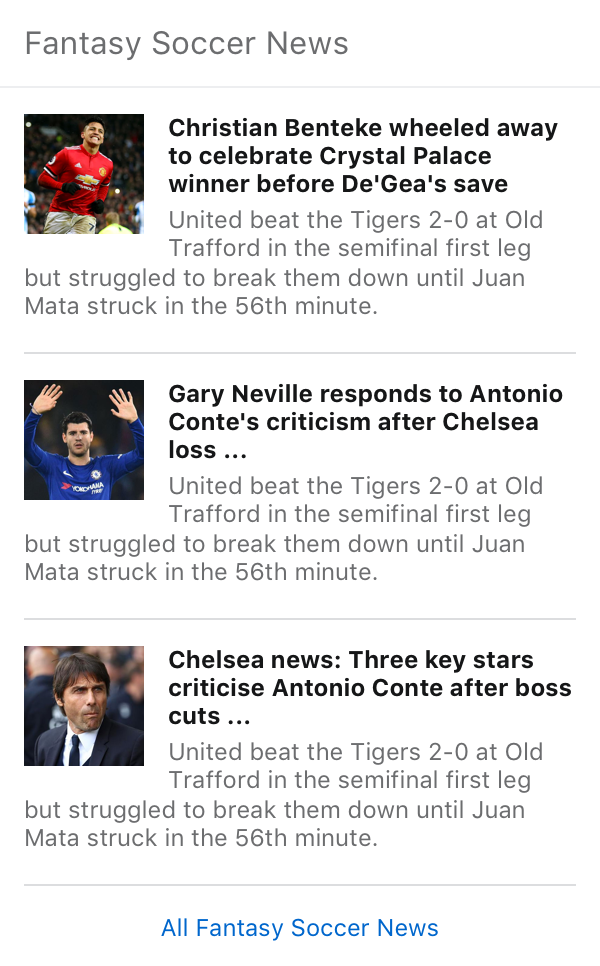 Fantasy Soccer News
Christian Benteke wheeled away
to celebrate Crystal Palace
winner before De'Gea's save
United beat the Tigers 2-0 at Old
Trafford in the semifinal first leg
but struggled to break them down until Juan
Mata struck in the 56th minute.
Gary Neville responds to Antonio
Conte's criticism after Chelsea
loss ...
United beat the Tigers 2-0 at Old
Trafford in the semifinal first leg
but struggled to break them down until Juan
Mata struck in the 56th minute.
YOKOHAMA
Chelsea news: Three key stars
criticise Antonio Conte after boss
cuts ...
United beat the Tigers 2-0 at Old
Trafford in the semifinal first leg
but struggled to break them down until Juan
Mata struck in the 56th minute.
All Fantasy Soccer News